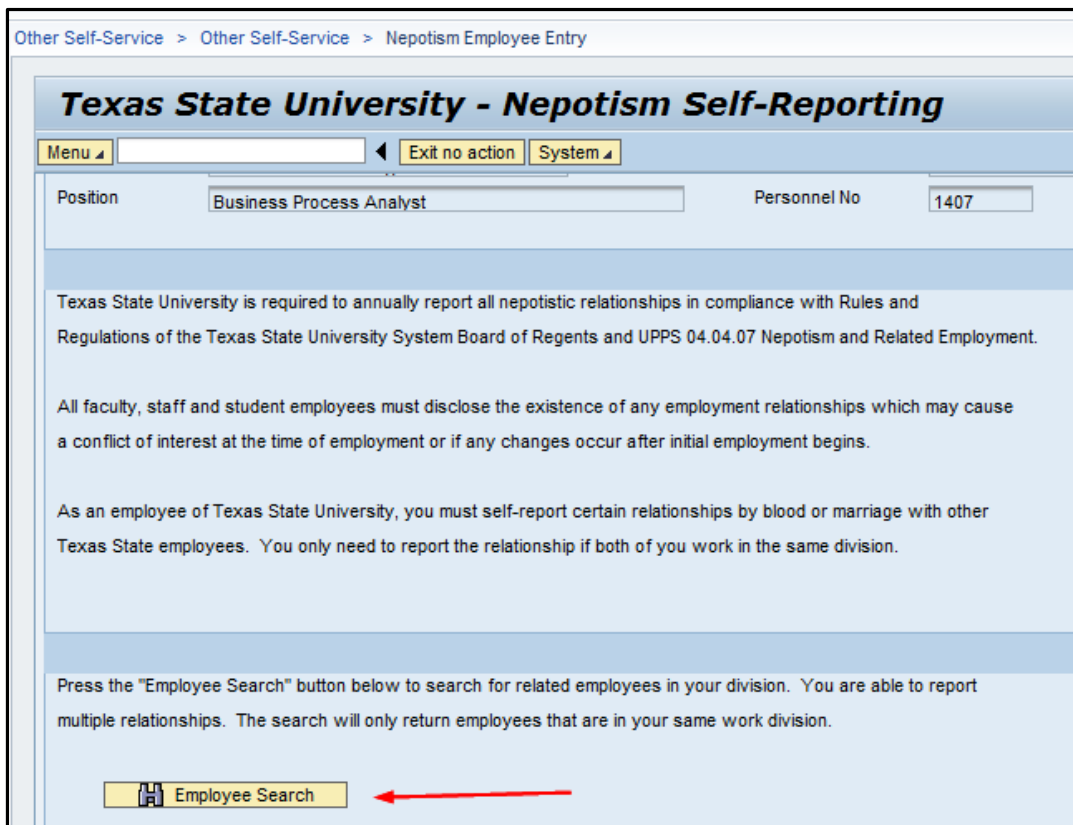 Other Self-Service > Other Self-Service > Nepotism Employee Entry
Texas State University - Nepotism Self-Reporting
Menu Exit no action System
Position Business Process Analyst Personnel No 1407
Texas State University is required to annually report all nepotistic relationships in compliance with Rules and
Regulations of the Texas State University System Board of Regents and UPPS 04.04.07 Nepotism and Related Employment.
All faculty, staff and student employees must disclose the existence of any employment relationships which may cause
a conflict of interest at the time of employment or if any changes occur after initial employment begins.
As an employee of Texas State University, you must self-report certain relationships by blood or marriage with other
Texas State employees. You only need to report the relationship if both of you work in the same division.
Press the "Employee Search" button below to search for related employees in your division. You are able to report
multiple relationships. The search will only return employees that are in your same work division.
Employee Search